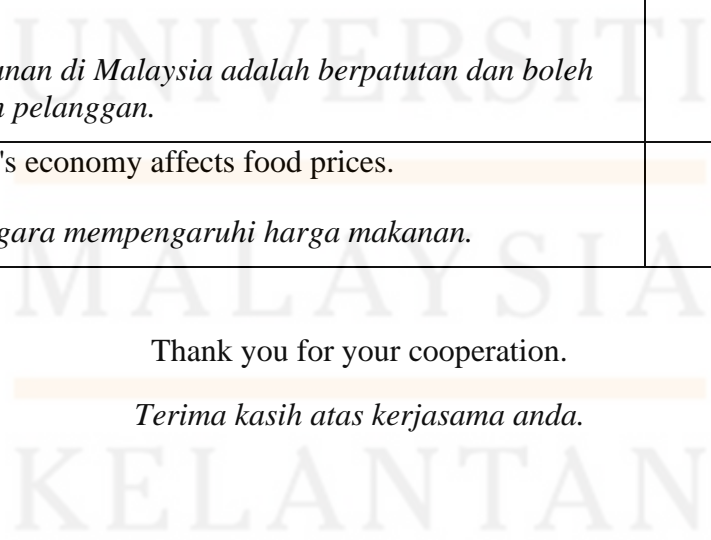 UNIVERSITI
anan di Malaysia adalah berpatutan dan boleh
pelanggan.
's economy affects food prices.
gara mempengaruhi harga makanan.
MALAYSIA
Thank you for your cooperation.
Terima kasih atas kerjasama anda.
KELANTAN